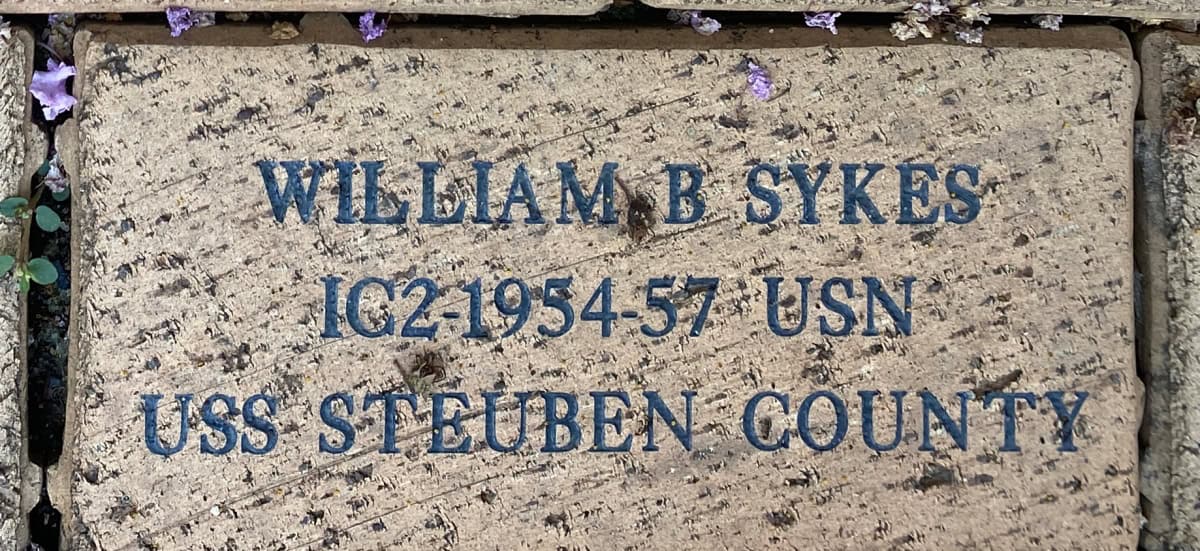 WILLIAM B SYKES
IC2-1954-57 USN
USS STEUBEN COUNTY